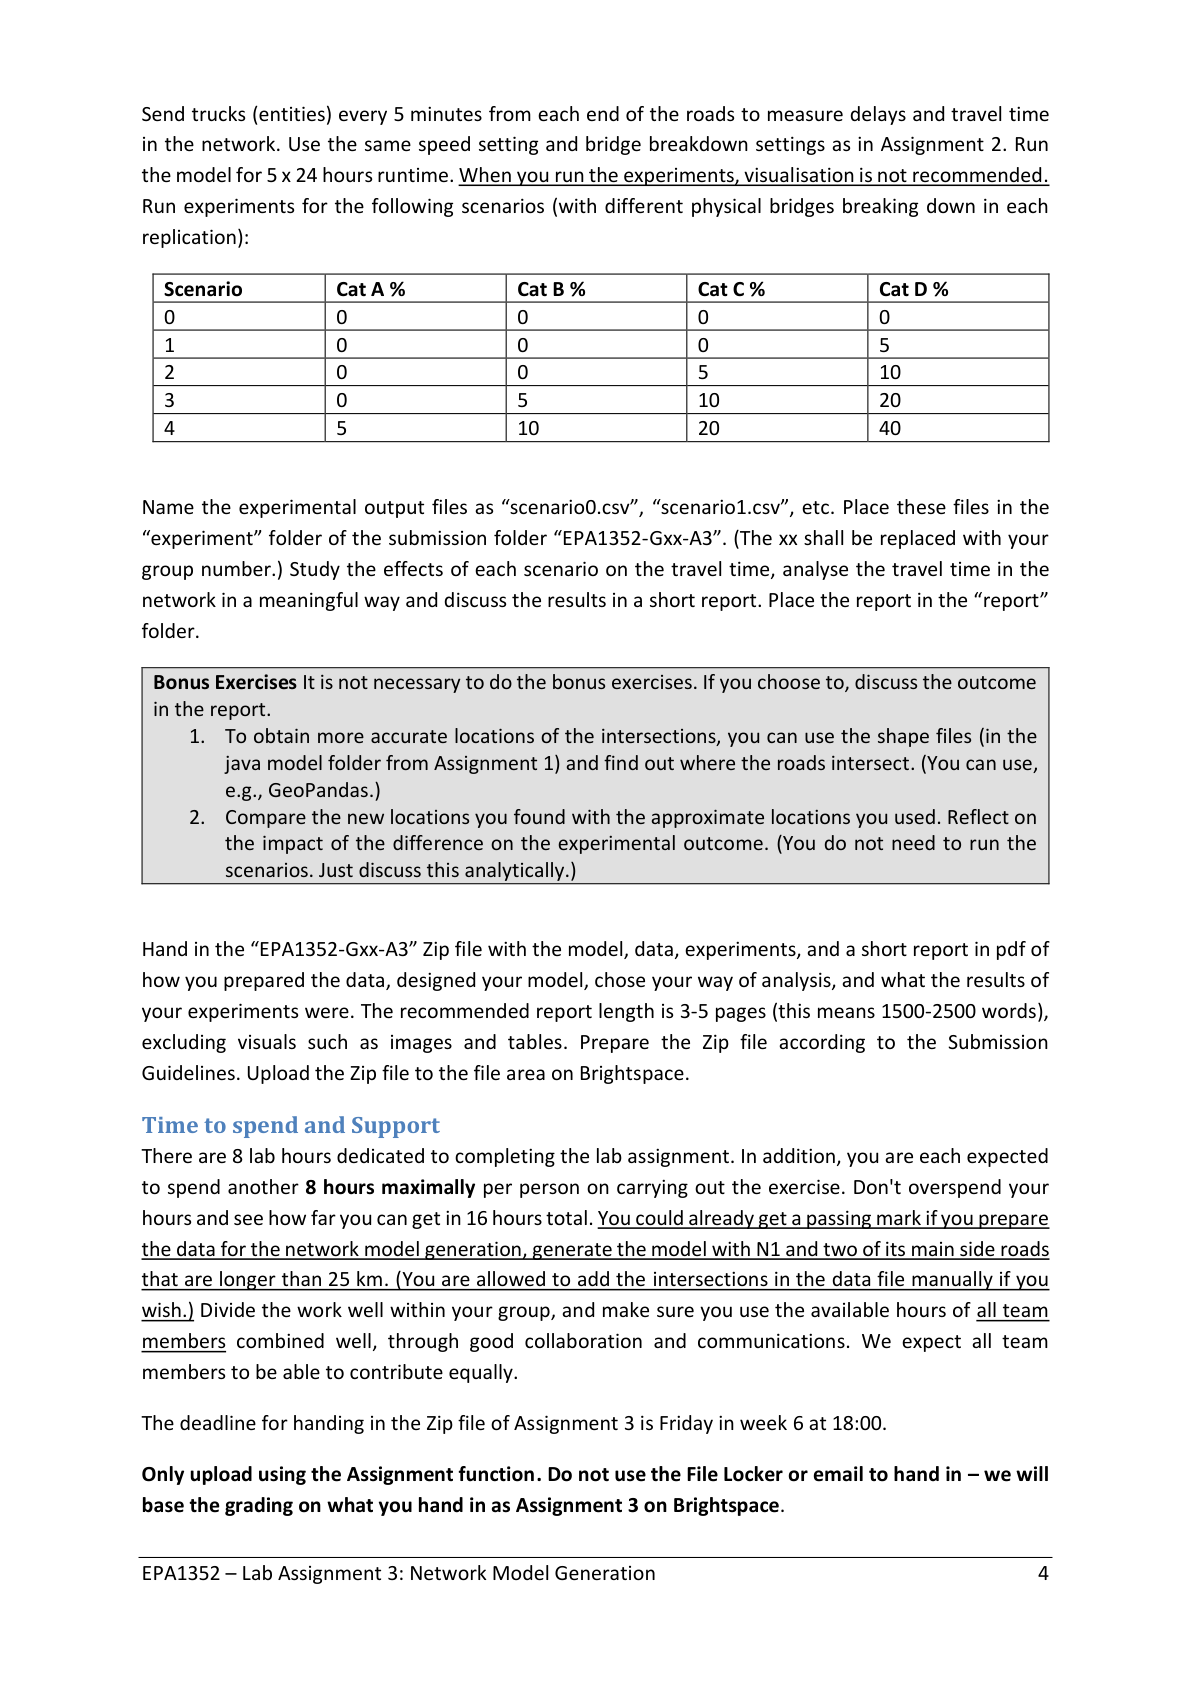 Send trucks (entities) every 5 minutes from each end of the roads to measure delays and travel time
in the network. Use the same speed setting and bridge breakdown settings as in Assignment 2. Run
the model for 5 x 24 hours runtime. When you run the experiments, visualisation is not recommended.
Run experiments for the following scenarios (with different physical bridges breaking down in each
replication):
Scenario Cat A % Cat B % Cat C % Cat D %
0 0 0 0 0
1 0 0 0 5
2 0 0 5 10
3 0 5 10 20
4 5 10 20 40
Name the experimental output files as “scenario0.csv”, “scenario1.csv”, etc. Place these files in the
“experiment” folder of the submission folder “EPA1352-Gxx-A3”. (The xx shall be replaced with your
group number.) Study the effects of each scenario on the travel time, analyse the travel time in the
network in a meaningful way and discuss the results in a short report. Place the report in the “report”
folder.
Bonus Exercises It is not necessary to do the bonus exercises. If you choose to, discuss the outcome
in the report.
1. To obtain more accurate locations of the intersections, you can use the shape files (in the
java model folder from Assignment 1) and find out where the roads intersect. (You can use,
e.g., GeoPandas.)
2. Compare the new locations you found with the approximate locations you used. Reflect on
the impact of the difference on the experimental outcome. (You do not need to run the
scenarios. Just discuss this analytically.)
Hand in the “EPA1352-Gxx-A3” Zip file with the model, data, experiments, and a short report in pdf of
how you prepared the data, designed your model, chose your way of analysis, and what the results of
your experiments were. The recommended report length is 3-5 pages (this means 1500-2500 words),
excluding visuals such as images and tables. Prepare the Zip file according to the Submission
Guidelines. Upload the Zip file to the file area on Brightspace.
Time to spend and Support
There are 8 lab hours dedicated to completing the lab assignment. In addition, you are each expected
to spend another 8 hours maximally per person on carrying out the exercise. Don't overspend your
hours and see how far you can get in 16 hours total. You could already get a passing mark if you prepare
the data for the network model generation, generate the model with N1 and two of its main side roads
that are longer than 25 km. (You are allowed to add the intersections in the data file manually if you
wish.) Divide the work well within your group, and make sure you use the available hours of all team
members combined well, through good collaboration and communications. We expect all team
members to be able to contribute equally.
The deadline for handing in the Zip file of Assignment 3 is Friday in week 6 at 18:00.
Only upload using the Assignment function. Do not use the File Locker or email to hand in – we will
base the grading on what you hand in as Assignment 3 on Brightspace.
EPA1352 – Lab Assignment 3: Network Model Generation 4